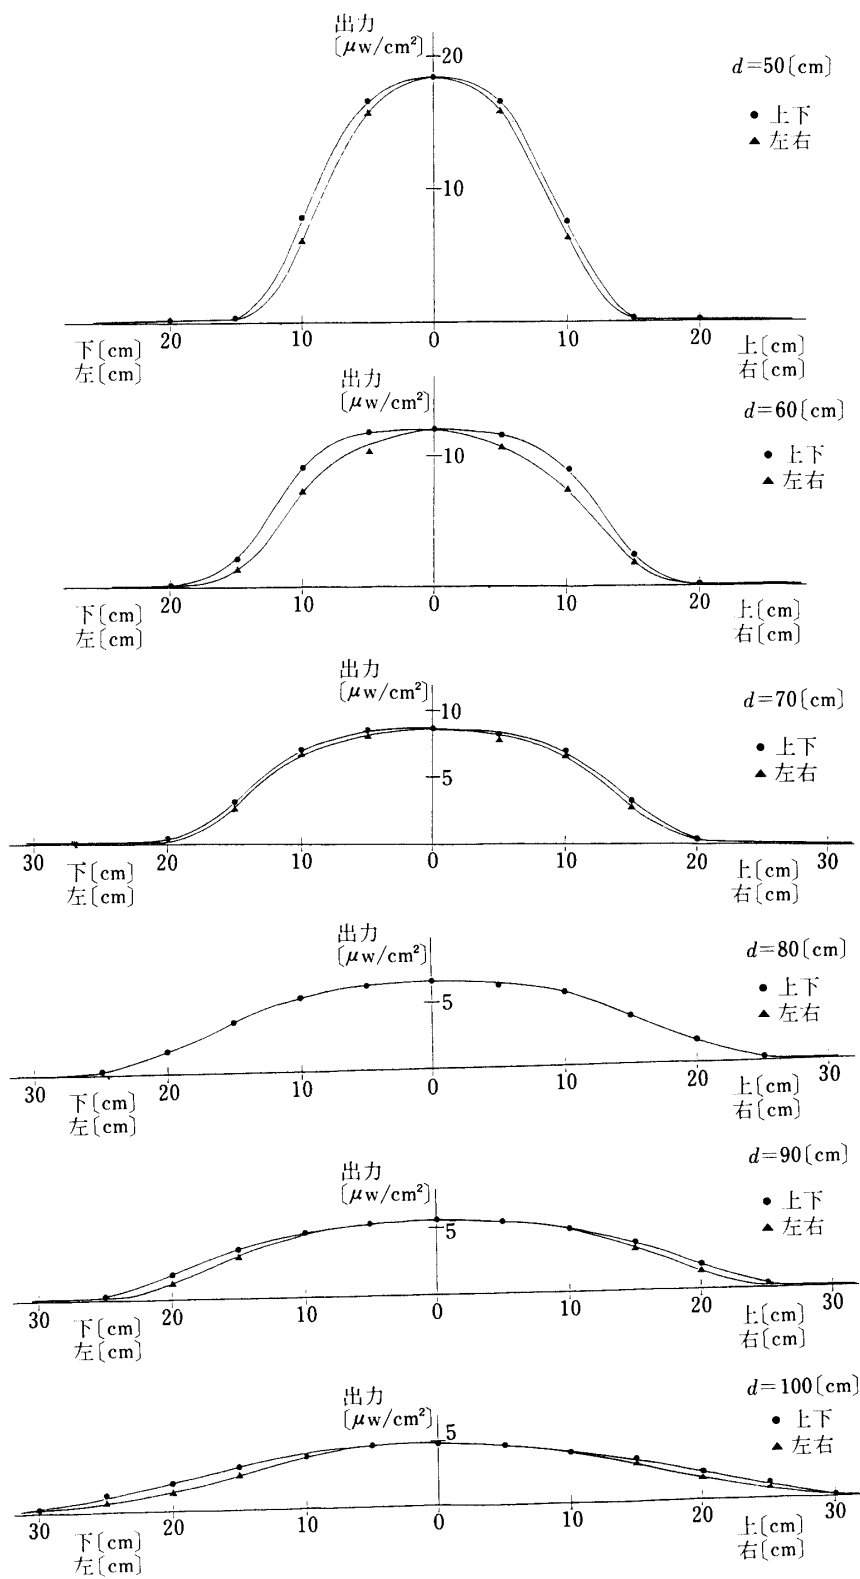 出力
〔μw/cm²〕
20
d=50〔cm〕
● 上下
▲ 左右
10
20 10 0 10 20
下〔cm〕 上〔cm〕
左〔cm〕 右〔cm〕
出力
〔μw/cm²〕
d=60〔cm〕
● 上下
▲ 左右
10
20 10 0 10 20
下〔cm〕 上〔cm〕
左〔cm〕 右〔cm〕
出力
〔μw/cm²〕
d=70〔cm〕
10
● 上下
▲ 左右
5
30 20 10 0 10 20 30
下〔cm〕 上〔cm〕
左〔cm〕 右〔cm〕
出力
〔μw/cm²〕
d=80〔cm〕
● 上下
▲ 左右
5
30 20 10 0 10 20 30
下〔cm〕 上〔cm〕
左〔cm〕 右〔cm〕
d=90〔cm〕
出力
〔μw/cm²〕
● 上下
▲ 左右
5
30 20 10 0 10 20 30
下〔cm〕 上〔cm〕
左〔cm〕 右〔cm〕
d=100〔cm〕
出力
〔μw/cm²〕
● 上下
▲ 左右
5
30 20 10 0 10 20 30
下〔cm〕 上〔cm〕
左〔cm〕 右〔cm〕